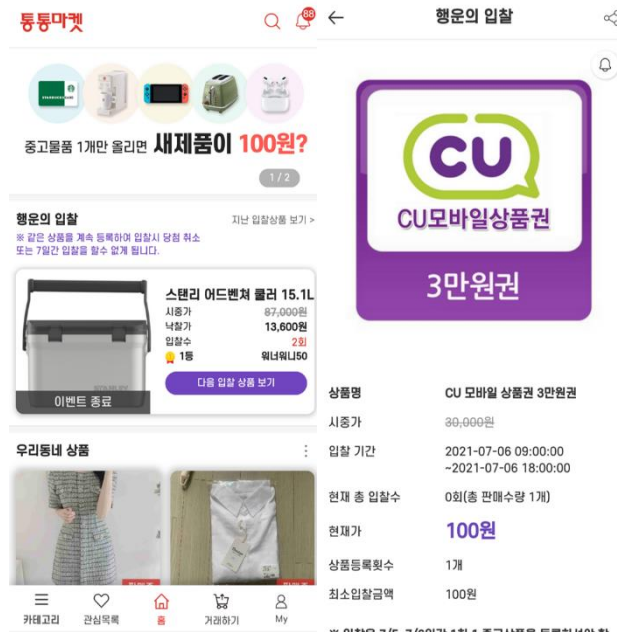 통통마켓
88
중고물품 1개만 올리면 새제품이 100원?
1 / 2
행운의 입찰
지난 입찰상품 보기 >
※ 같은 상품을 계속 등록하여 입찰시 당첨 취소
또는 7일간 입찰을 할수 없게 됩니다.
스탠리 어드벤쳐 쿨러 15.1L
시중가 87,000원
낙찰가 13,600원
입찰수 2회
1등 워너워니50
다음 입찰 상품 보기
이벤트 종료
우리동네 상품
카테고리
관심목록
홈
거래하기
My
행운의 입찰
CU
CU모바일상품권
3만원권
상품명 CU 모바일 상품권 3만원권
시중가 30,000원
입찰 기간 2021-07-06 09:00:00
~2021-07-06 18:00:00
현재 총 입찰수 0회(총 판매수량 1개)
현재가 100원
상품등록횟수 1개
최소입찰금액 100원